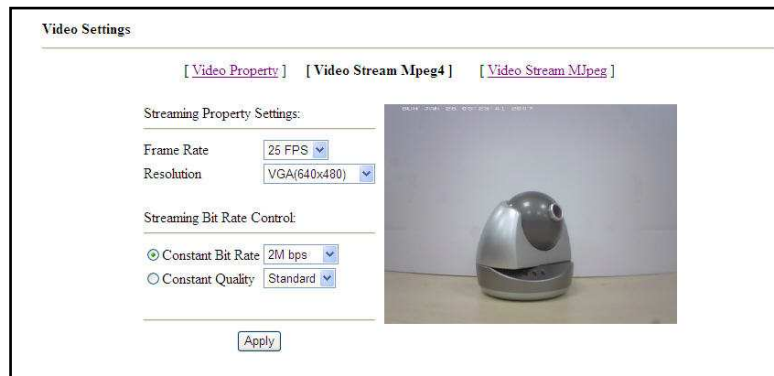 Video Settings
[ Video Property ] [ Video Stream Mpeg4 ] [ Video Stream MJpeg ]
Streaming Property Settings:
Frame Rate 25 FPS
Resolution VGA(640x480)
Streaming Bit Rate Control:
Constant Bit Rate 2M bps
Constant Quality Standard
Apply